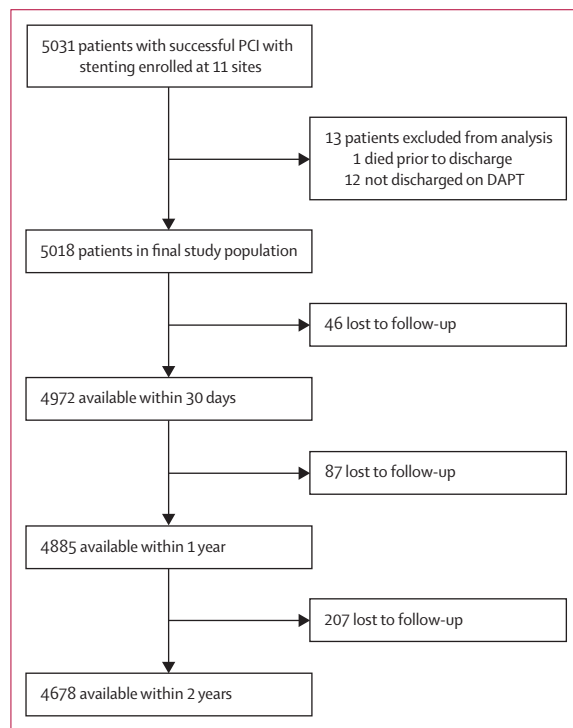 5031 patients with successful PCI with
stenting enrolled at 11 sites
13 patients excluded from analysis
1 died prior to discharge
12 not discharged on DAPT
5018 patients in final study population
46 lost to follow-up
4972 available within 30 days
87 lost to follow-up
4885 available within 1 year
207 lost to follow-up
4678 available within 2 years